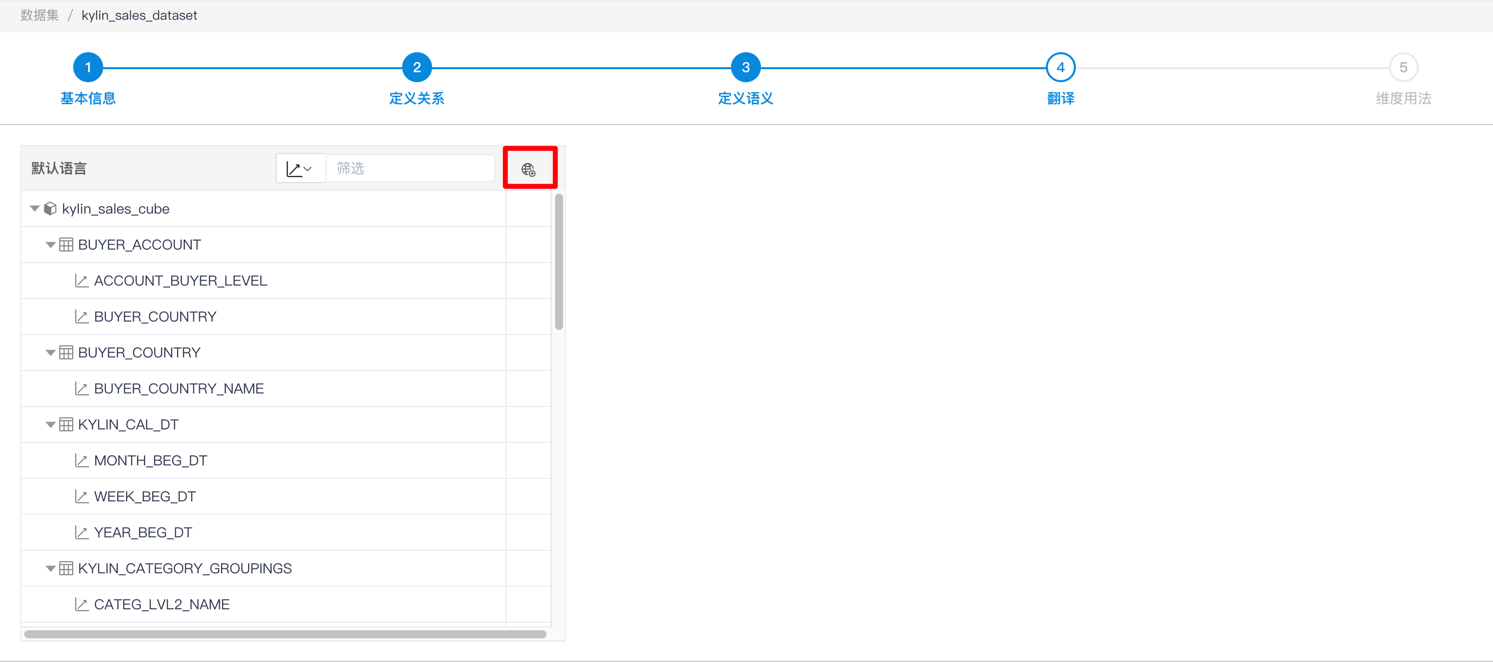 数据集 / kylin_sales_dataset
1 2 3 4 5
基本信息 定义关系 定义语义 翻译 维度用法
默认语言 筛选
kylin_sales_cube
BUYER_ACCOUNT
ACCOUNT_BUYER_LEVEL
BUYER_COUNTRY
BUYER_COUNTRY
BUYER_COUNTRY_NAME
KYLIN_CAL_DT
MONTH_BEG_DT
WEEK_BEG_DT
YEAR_BEG_DT
KYLIN_CATEGORY_GROUPINGS
CATEG_LVL2_NAME